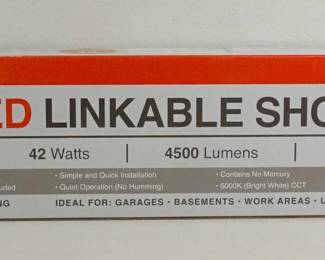 ED LINKABLE SHO
42 Watts | 4500 Lumens |
• Simple and Quick Installation • Contains No Mercury
uded • Quiet Operation (No Humming) • 5000K (Bright White) CCT
NG IDEAL FOR: GARAGES • BASEMENTS • WORK AREAS • U